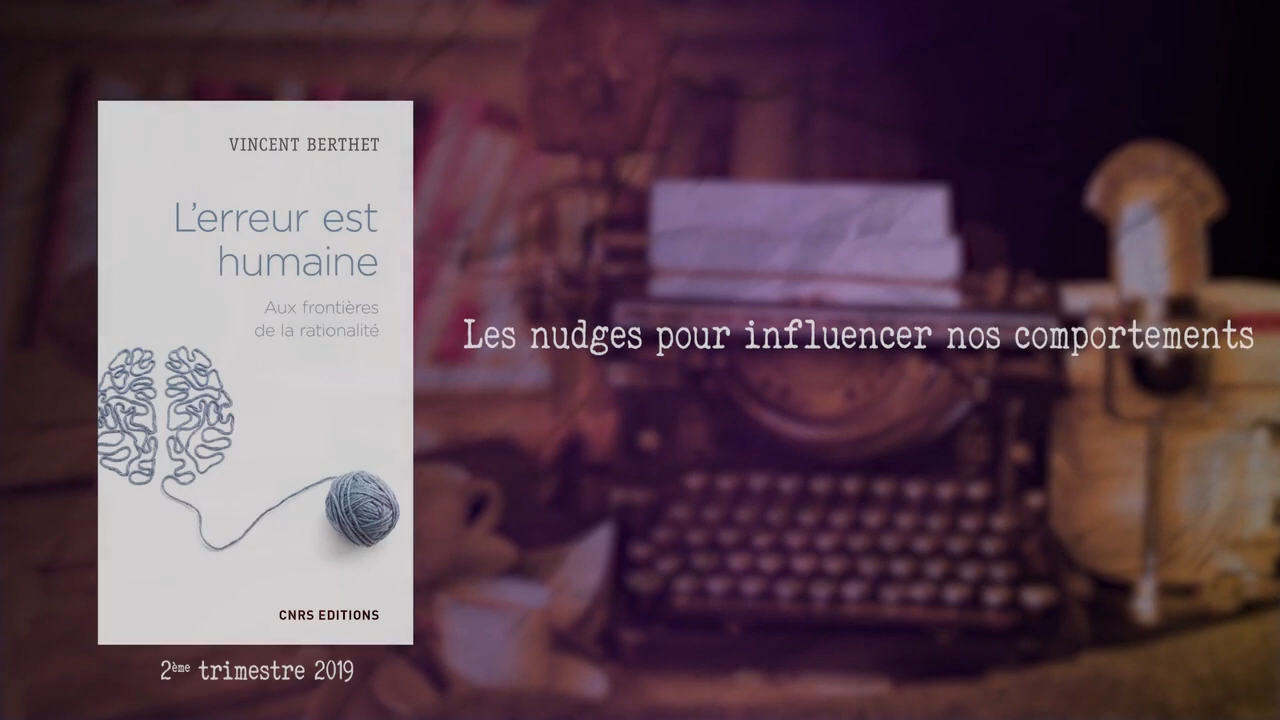 VINCENT BERTHET
L'erreur est
humaine
Aux frontières
de la rationalité
CNRS EDITIONS
2ème trimestre 2019
Les nudges pour influencer nos comportements